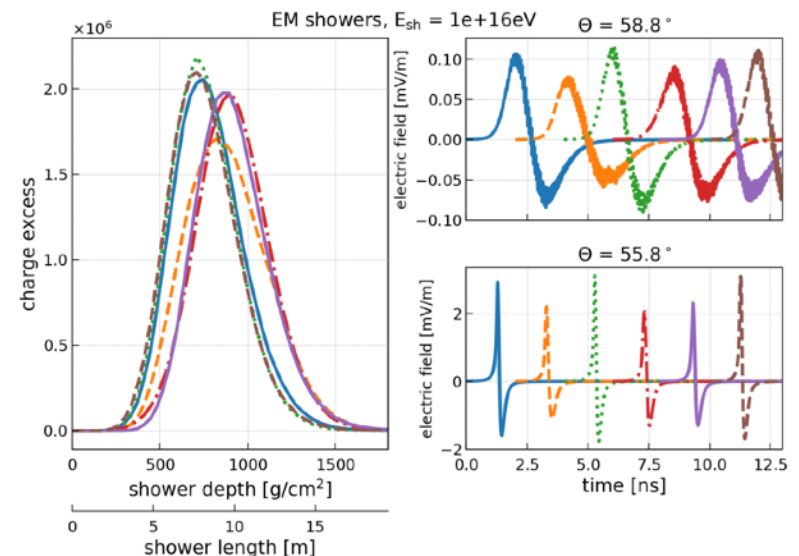 EM showers, E_sh = 1e+16eV
×10⁶
2.0
1.5
1.0
0.5
0.0
charge excess
0 500 1000 1500
shower depth [g/cm²]
0 5 10 15
shower length [m]
Θ = 58.8°
0.10
0.05
0.00
−0.05
−0.10
electric field [mV/m]
Θ = 55.8°
2
0
−2
electric field [mV/m]
0.0 2.5 5.0 7.5 10.0 12.5
time [ns]